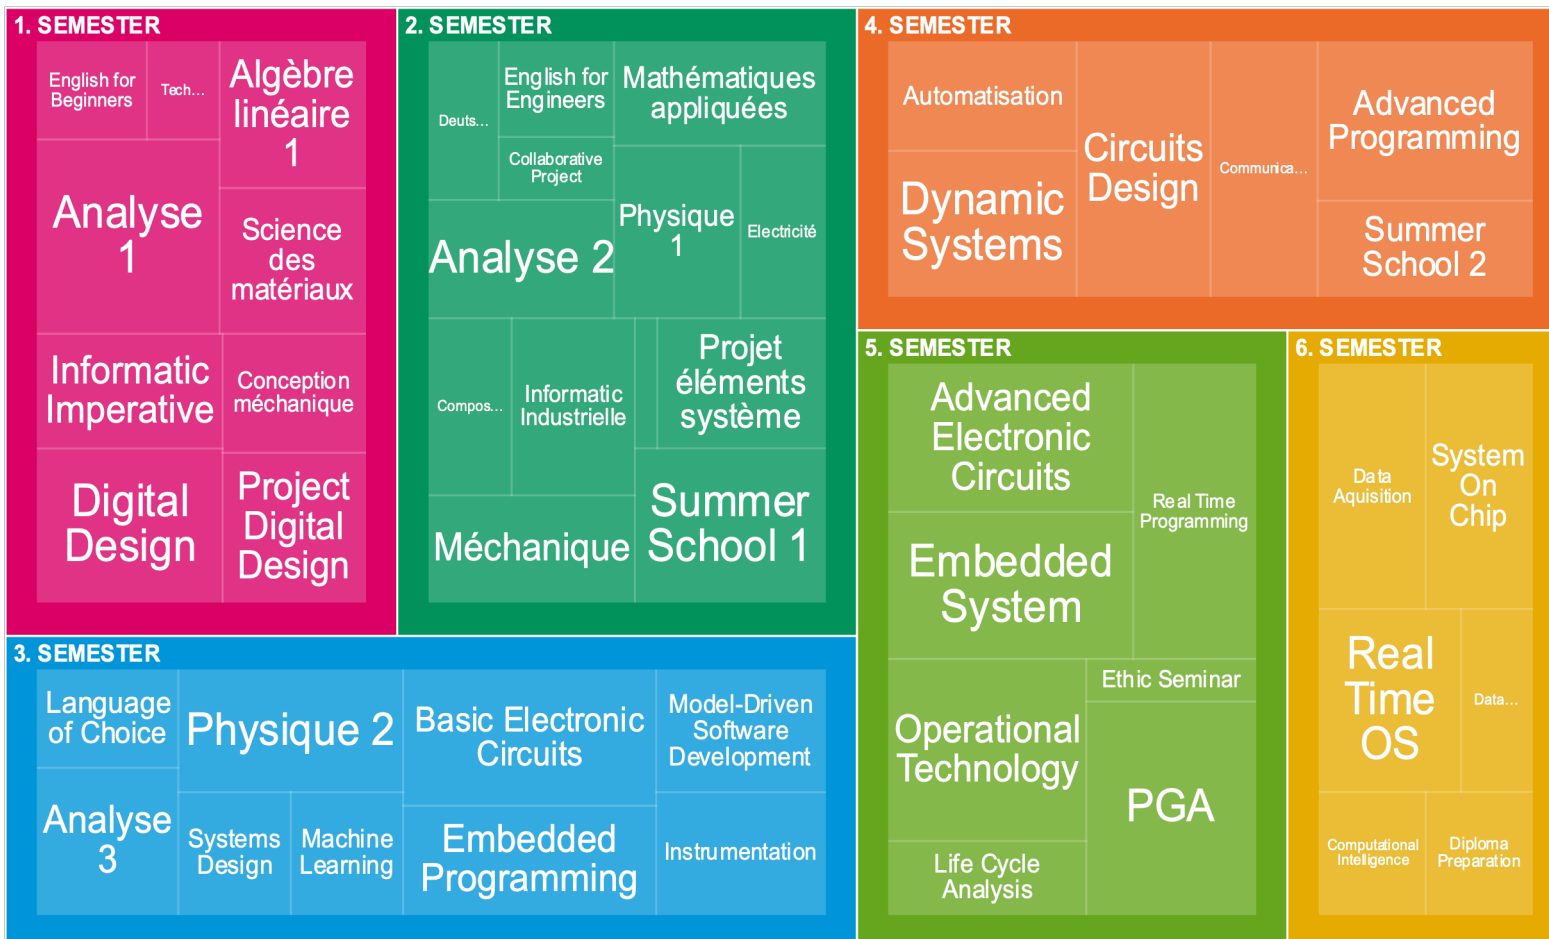 1. SEMESTER
English for
Beginners
Tech...
Algèbre
linéaire
1
Analyse
1
Science
des
matériaux
Informatic
Imperative
Conception
méchanique
Digital
Design
Project
Digital
Design
2. SEMESTER
Deuts...
English for
Engineers
Mathématiques
appliquées
Collaborative
Project
Analyse 2
Physique
1
Electricité
Compos...
Informatic
Industrielle
Projet
éléments
système
Méchanique
Summer
School 1
3. SEMESTER
Language
of Choice
Physique 2
Basic Electronic
Circuits
Model-Driven
Software
Development
Analyse
3
Systems
Design
Machine
Learning
Embedded
Programming
Instrumentation
4. SEMESTER
Automatisation
Dynamic
Systems
Circuits
Design
Communica...
Advanced
Programming
Summer
School 2
5. SEMESTER
Advanced
Electronic
Circuits
Real Time
Programming
Embedded
System
Operational
Technology
Ethic Seminar
PGA
Life Cycle
Analysis
6. SEMESTER
Data
Aquisition
System
On
Chip
Real
Time
OS
Data...
Computational
Intelligence
Diploma
Preparation